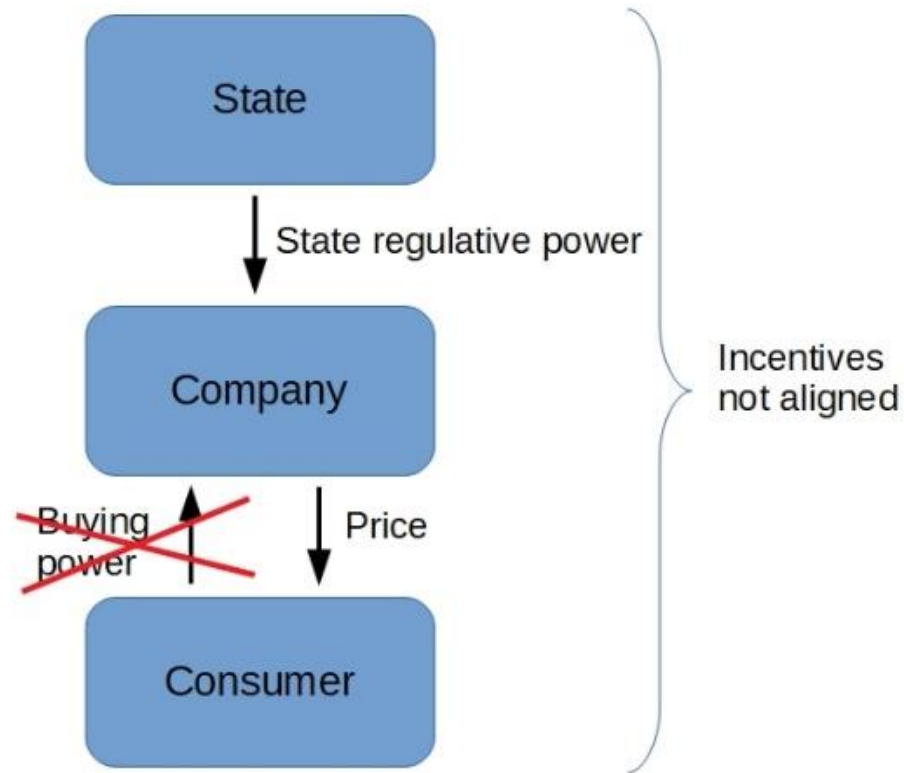 State
State regulative power
Company
Incentives
not aligned
Buying
power
Price
Consumer